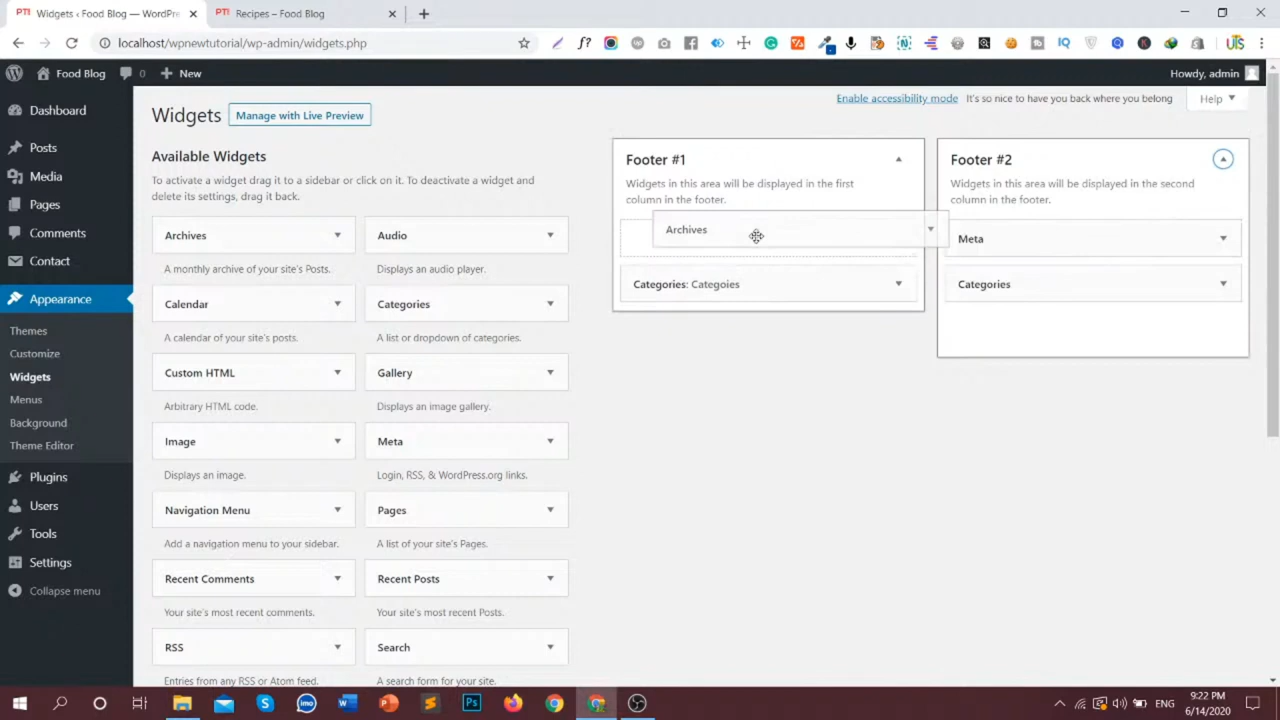 PT! Widgets ‹ Food Blog — WordPre
PT! Recipes – Food Blog
localhost/wpnewtutorial/wp-admin/widgets.php
Food Blog 0 New
Howdy, admin
Dashboard
Posts
Media
Pages
Comments
Contact
Appearance
Themes
Customize
Widgets
Menus
Background
Theme Editor
Plugins
Users
Tools
Settings
Collapse menu
Enable accessibility mode It's so nice to have you back where you belong Help
Widgets Manage with Live Preview
Available Widgets
To activate a widget drag it to a sidebar or click on it. To deactivate a widget and
delete its settings, drag it back.
Archives
A monthly archive of your site's Posts.
Audio
Displays an audio player.
Calendar
A calendar of your site's posts.
Categories
A list or dropdown of categories.
Custom HTML
Arbitrary HTML code.
Gallery
Displays an image gallery.
Image
Displays an image.
Meta
Login, RSS, & WordPress.org links.
Navigation Menu
Add a navigation menu to your sidebar.
Pages
A list of your site's Pages.
Recent Comments
Your site's most recent comments.
Recent Posts
Your site's most recent Posts.
RSS
Entries from any RSS or Atom feed.
Search
A search form for your site.
Footer #1
Widgets in this area will be displayed in the first
column in the footer.
Archives
Categories: Categoies
Footer #2
Widgets in this area will be displayed in the second
column in the footer.
Meta
Categories
ENG
9:22 PM
6/14/2020